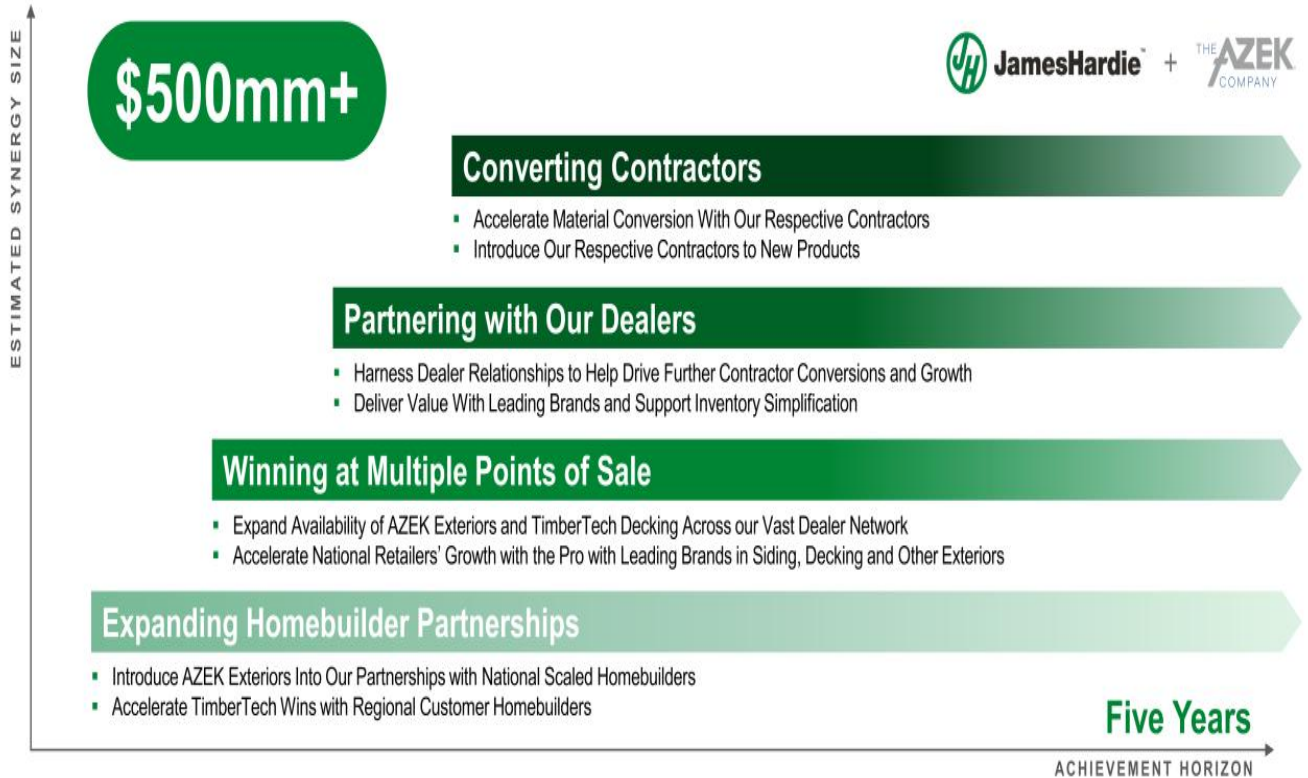 ESTIMATED SYNERGY SIZE
$500mm+
JamesHardie™ + THE AZEK COMPANY
Converting Contractors
▪ Accelerate Material Conversion With Our Respective Contractors
▪ Introduce Our Respective Contractors to New Products
Partnering with Our Dealers
▪ Harness Dealer Relationships to Help Drive Further Contractor Conversions and Growth
▪ Deliver Value With Leading Brands and Support Inventory Simplification
Winning at Multiple Points of Sale
▪ Expand Availability of AZEK Exteriors and TimberTech Decking Across our Vast Dealer Network
▪ Accelerate National Retailers' Growth with the Pro with Leading Brands in Siding, Decking and Other Exteriors
Expanding Homebuilder Partnerships
▪ Introduce AZEK Exteriors Into Our Partnerships with National Scaled Homebuilders
▪ Accelerate TimberTech Wins with Regional Customer Homebuilders
Five Years
ACHIEVEMENT HORIZON